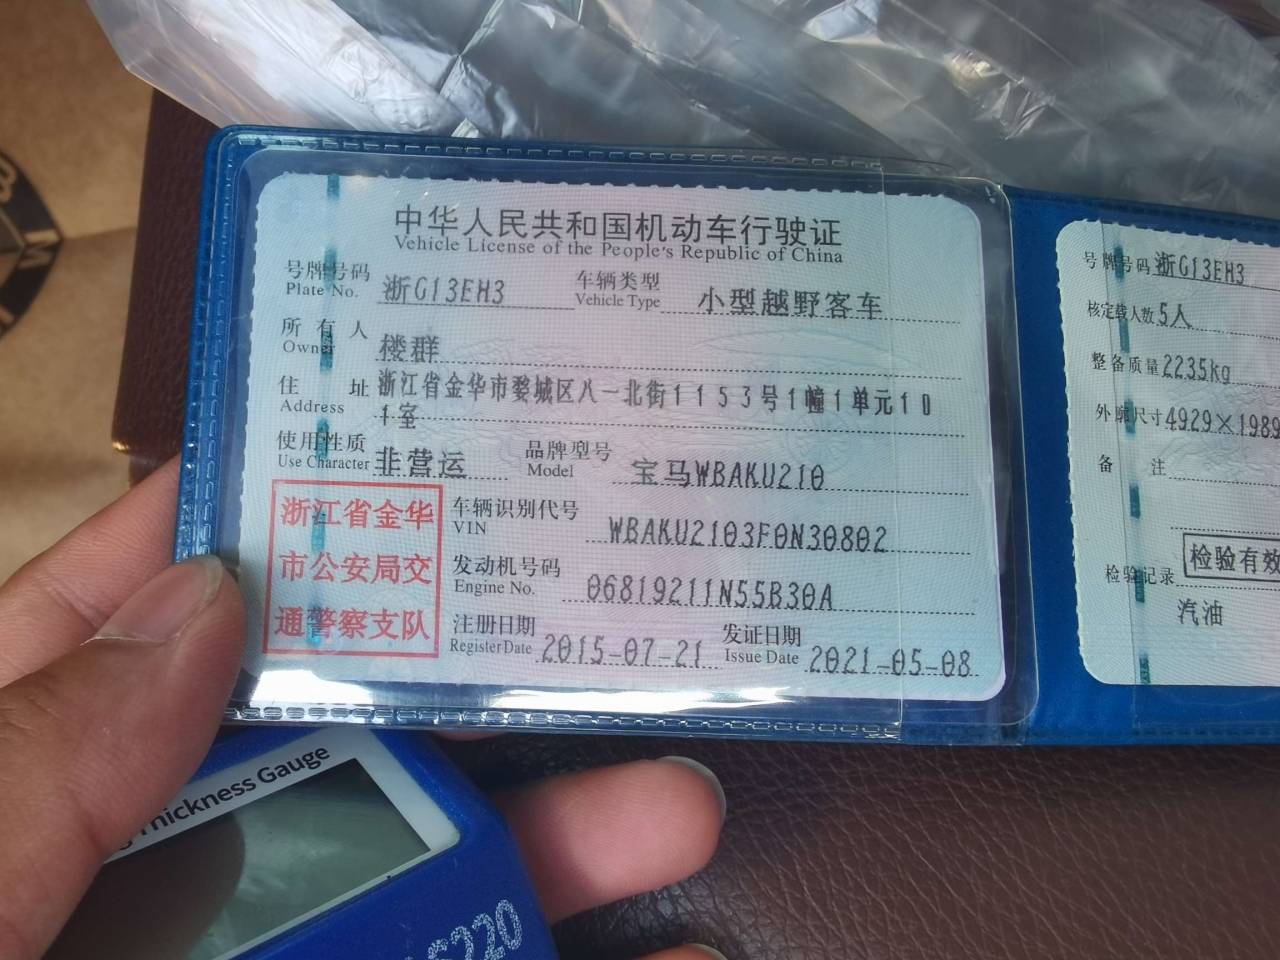 中华人民共和国机动车行驶证
Vehicle License of the People's Republic of China
号牌号码 浙G13EH3 车辆类型 小型越野客车
Plate No. Vehicle Type
所有人 楼群
Owner
住址 浙江省金华市婺城区八一北街1153号1幢1单元10
Address 1室
使用性质 非营运 品牌型号 宝马WBAKU210
Use Character Model
浙江省金华
市公安局交
通警察支队
车辆识别代号 WBAKU2103F0N30802
VIN
发动机号码 06819211N55B30A
Engine No.
注册日期 2015-07-21 发证日期 2021-05-08
Register Date Issue Date
号牌号码 浙G13EH3
核定载人数 5人
整备质量 2235kg
外廓尺寸 4929×1989
备注
检验有效
检验记录
汽油
Thickness Gauge